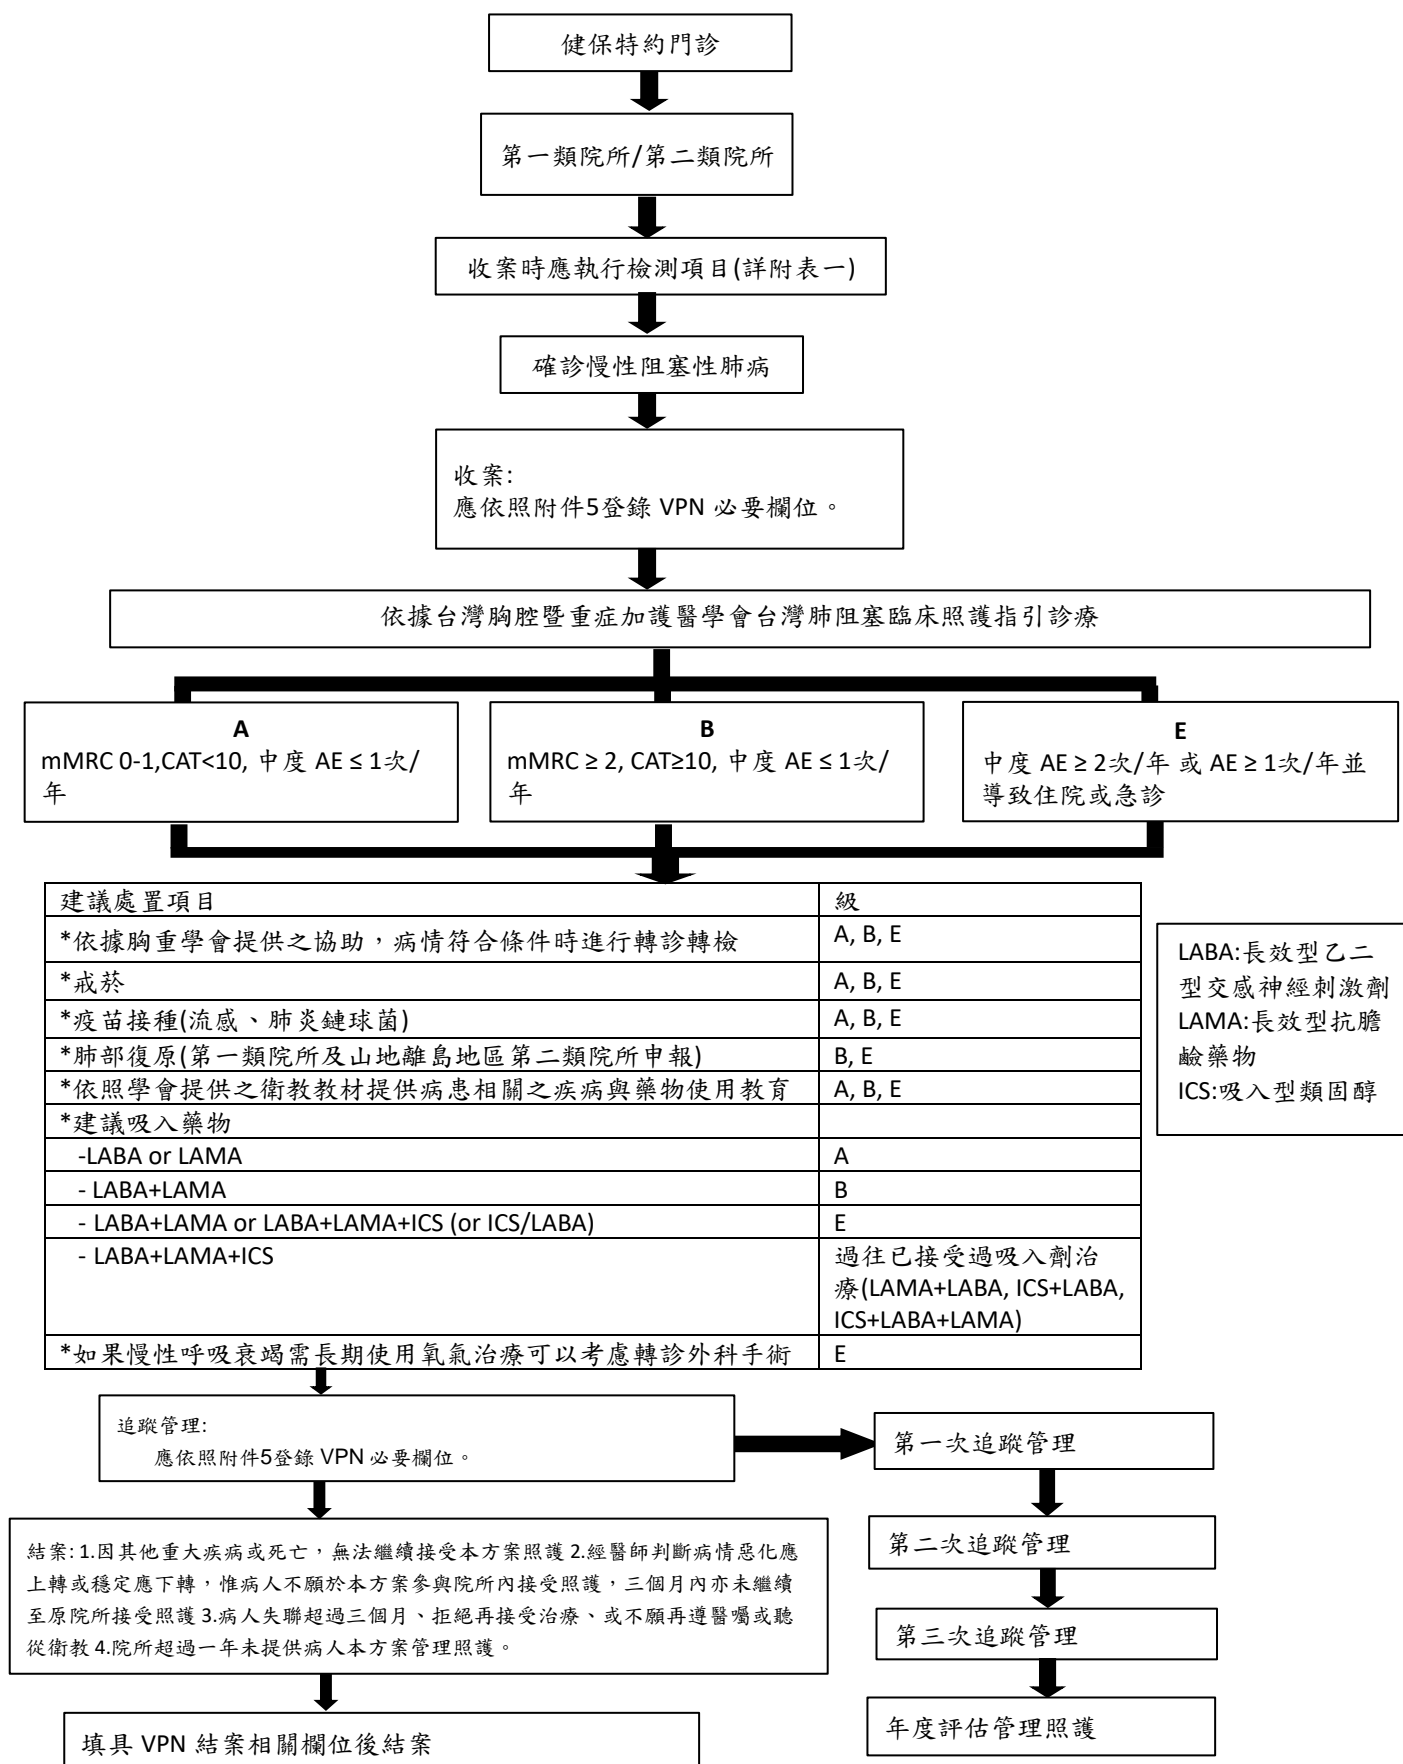 健保特約門診
第一類院所/第二類院所
收案時應執行檢測項目(詳附表一)
確診慢性阻塞性肺病
收案:
應依照附件5登錄 VPN 必要欄位。
依據台灣胸腔暨重症加護醫學會台灣肺阻塞臨床照護指引診療
A
mMRC 0-1,CAT<10, 中度 AE ≤ 1次/
年
B
mMRC ≥ 2, CAT≥10, 中度 AE ≤ 1次/
年
E
中度 AE ≥ 2次/年 或 AE ≥ 1次/年並
導致住院或急診
建議處置項目 級
*依據胸重學會提供之協助，病情符合條件時進行轉診轉檢 A, B, E
*戒菸 A, B, E
*疫苗接種(流感、肺炎鏈球菌) A, B, E
*肺部復原(第一類院所及山地離島地區第二類院所申報) B, E
*依照學會提供之衛教教材提供病患相關之疾病與藥物使用教育 A, B, E
*建議吸入藥物
-LABA or LAMA A
- LABA+LAMA B
- LABA+LAMA or LABA+LAMA+ICS (or ICS/LABA) E
- LABA+LAMA+ICS 過往已接受過吸入劑治
療(LAMA+LABA, ICS+LABA,
ICS+LABA+LAMA)
*如果慢性呼吸衰竭需長期使用氧氣治療可以考慮轉診外科手術 E
LABA:長效型乙二
型交感神經刺激劑
LAMA:長效型抗膽
鹼藥物
ICS:吸入型類固醇
追蹤管理:
應依照附件5登錄 VPN 必要欄位。
結案: 1.因其他重大疾病或死亡，無法繼續接受本方案照護 2.經醫師判斷病情惡化應
上轉或穩定應下轉，惟病人不願於本方案參與院所內接受照護，三個月內亦未繼續
至原院所接受照護 3.病人失聯超過三個月、拒絕再接受治療、或不願再遵醫囑或聽
從衛教 4.院所超過一年未提供病人本方案管理照護。
填具 VPN 結案相關欄位後結案
第一次追蹤管理
第二次追蹤管理
第三次追蹤管理
年度評估管理照護